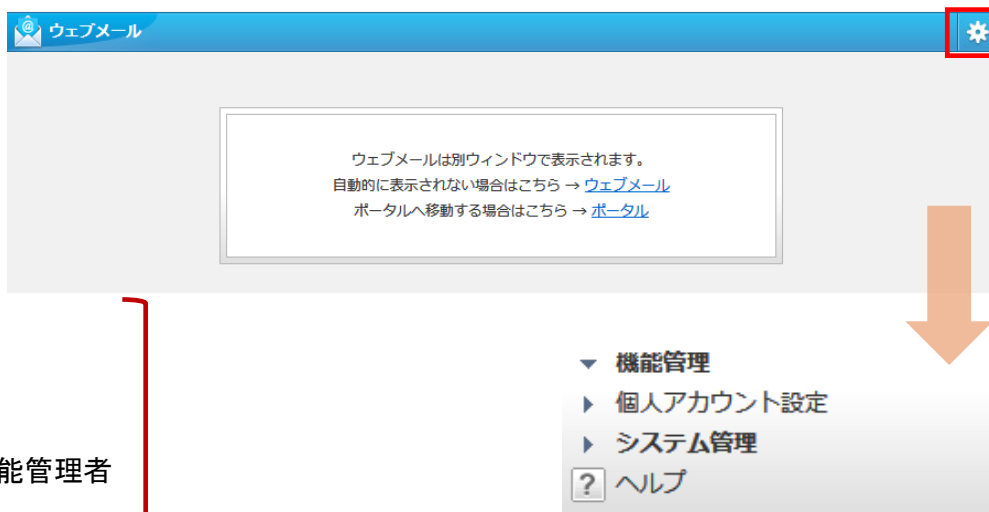 ウェブメール
ウェブメールは別ウィンドウで表示されます。
自動的に表示されない場合はこちら → ウェブメール
ポータルへ移動する場合はこちら → ポータル
機能管理
個人アカウント設定
システム管理
? ヘルプ
能管理者